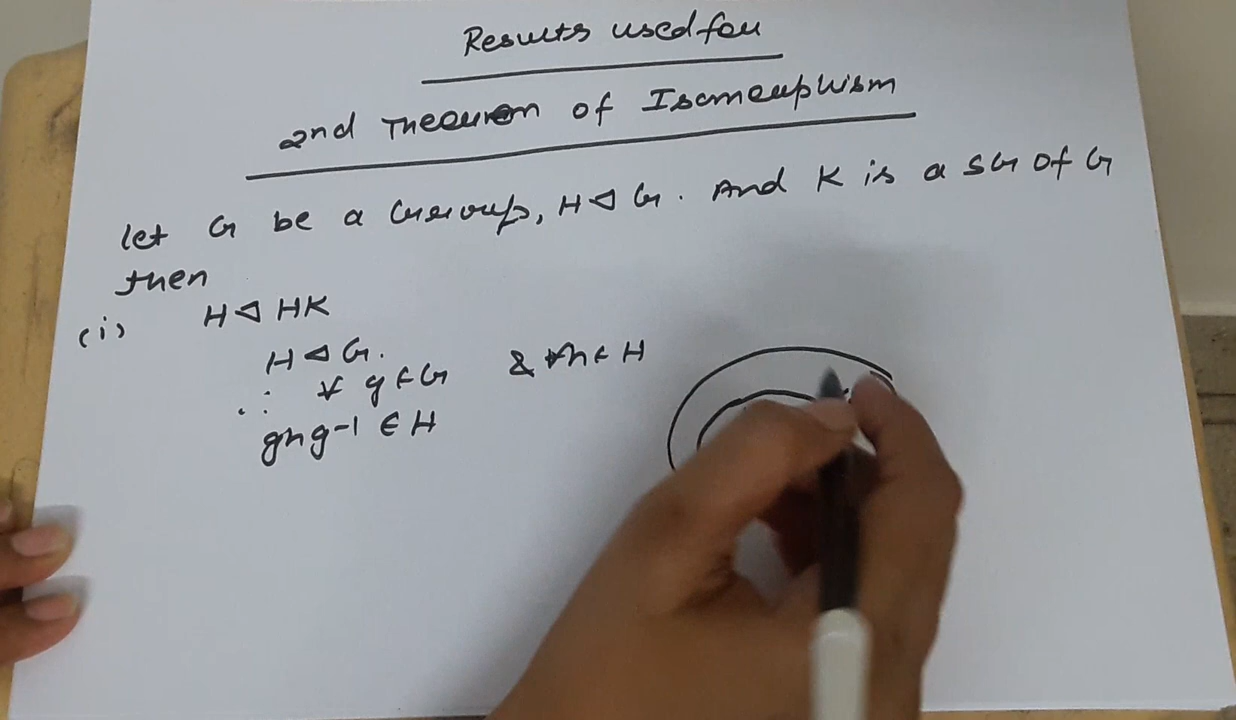 Results used for
2nd Theorem of Isomorphism
let G be a Group, H ⊲ G. And K is a SG of G
then
(i) H ⊲ HK
H ⊲ G.
∴ ∀ g ∈ G & ∀ h ∈ H
ghg-1 ∈ H